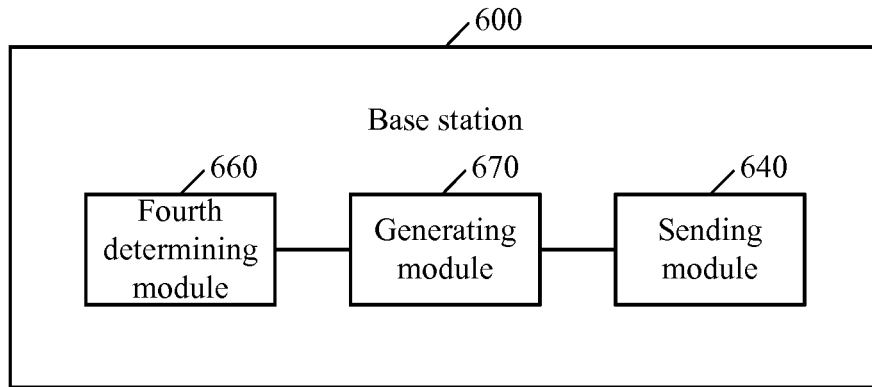 600
Base station
660
670
640
Fourth
determining
module
Generating
module
Sending
module